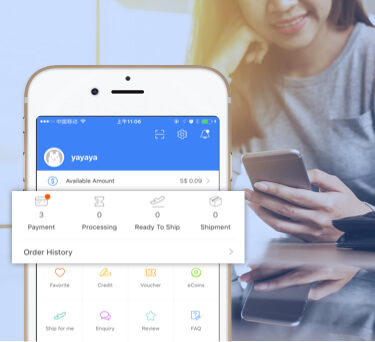 中国移动 上午11:06
yayaya
Available Amount S$ 0.09
3 0 0 0
Payment Processing Ready To Ship Shipment
Order History
Favorite Credit Voucher eCoins
Ship for me Enquiry Review FAQ